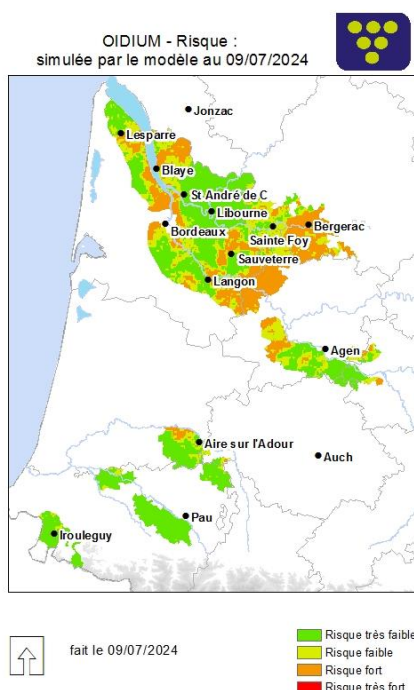 OIDIUM - Risque :
simulée par le modèle au 09/07/2024
Jonzac
Lesparre
Blaye
St André de C
Libourne
Bordeaux
Sainte Foy
Bergerac
Sauveterre
Langon
Agen
Aire sur l'Adour
Auch
Pau
Irouleguy
fait le 09/07/2024
Risque très faible
Risque faible
Risque fort
Risque très fort